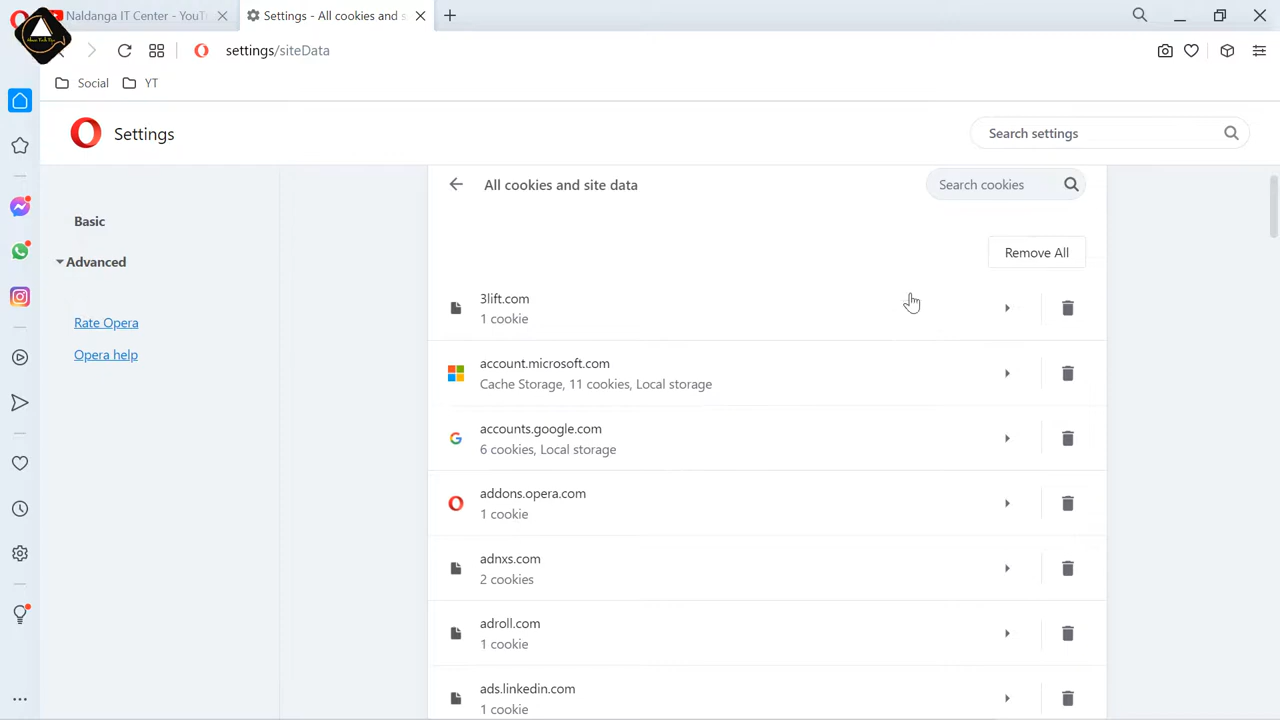 Naldanga IT Center - YouT
Settings - All cookies and s
settings/siteData
Social
YT
Settings
Search settings
All cookies and site data
Search cookies
Basic
Remove All
Advanced
3lift.com
1 cookie
Rate Opera
Opera help
account.microsoft.com
Cache Storage, 11 cookies, Local storage
accounts.google.com
6 cookies, Local storage
addons.opera.com
1 cookie
adnxs.com
2 cookies
adroll.com
1 cookie
ads.linkedin.com
1 cookie